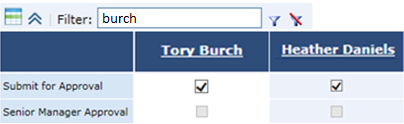 Filter: burch
Tory Burch Heather Daniels
Submit for Approval
Senior Manager Approval